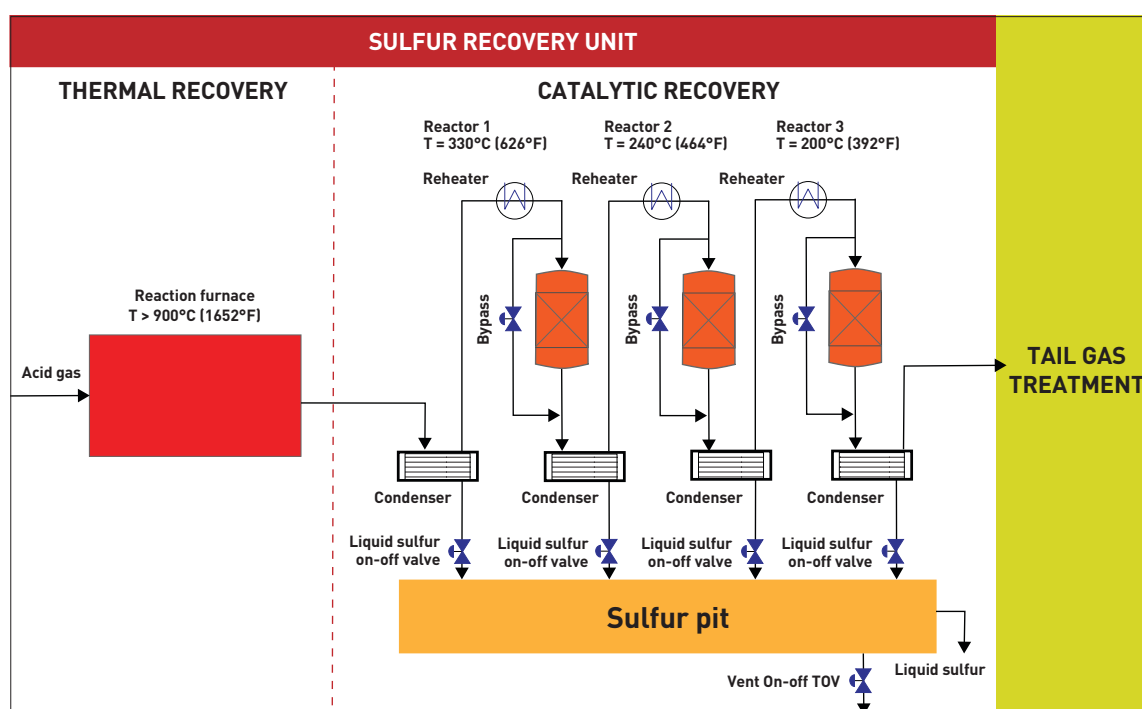 SULFUR RECOVERY UNIT
THERMAL RECOVERY
CATALYTIC RECOVERY
Reactor 1
T = 330°C (626°F)
Reactor 2
T = 240°C (464°F)
Reactor 3
T = 200°C (392°F)
Reheater
Reheater
Reheater
Reaction furnace
T > 900°C (1652°F)
Bypass
Bypass
Bypass
Acid gas
TAIL GAS
TREATMENT
Condenser
Condenser
Condenser
Condenser
Liquid sulfur
on-off valve
Liquid sulfur
on-off valve
Liquid sulfur
on-off valve
Liquid sulfur
on-off valve
Sulfur pit
Liquid sulfur
Vent On-off TOV